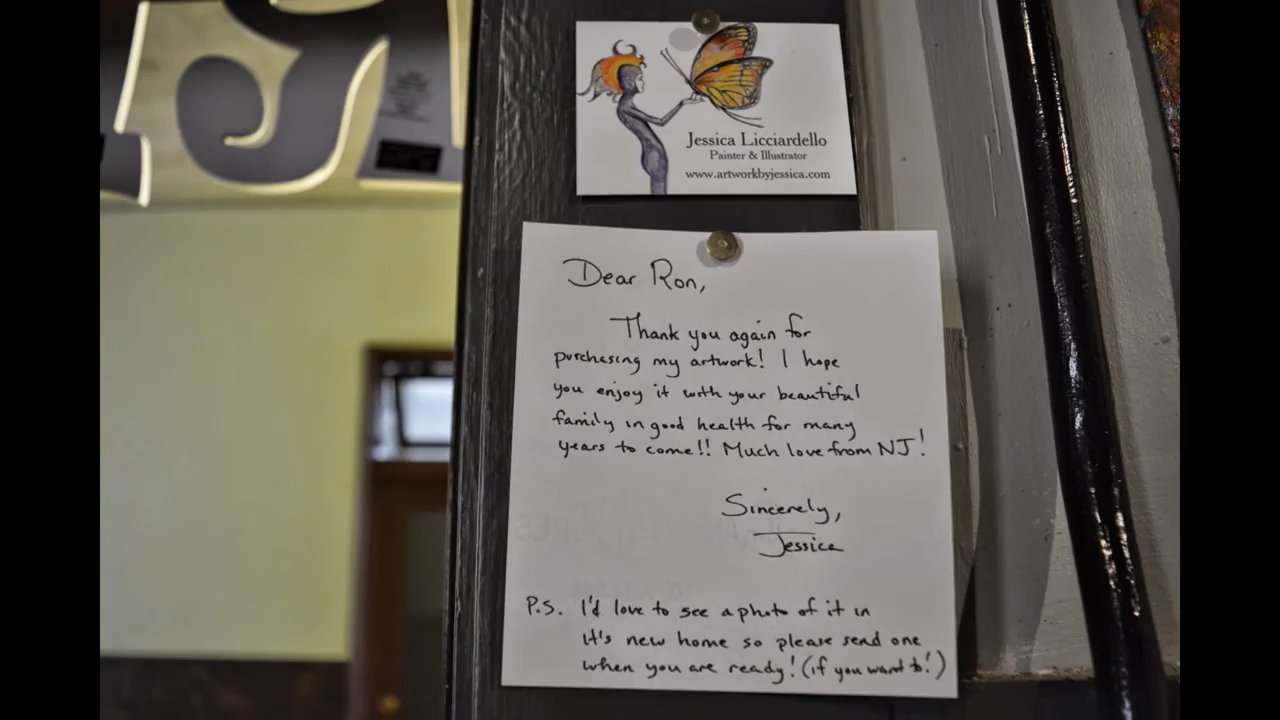 Jessica Licciardello
Painter & Illustrator
www.artworkbyjessica.com
Dear Ron,
Thank you again for
purchasing my artwork! I hope
you enjoy it with your beautiful
family in good health for many
years to come!! Much love from NJ!
Sincerely,
Jessica
P.S. I'd love to see a photo of it in
it's new home so please send one
when you are ready! (if you want to!)